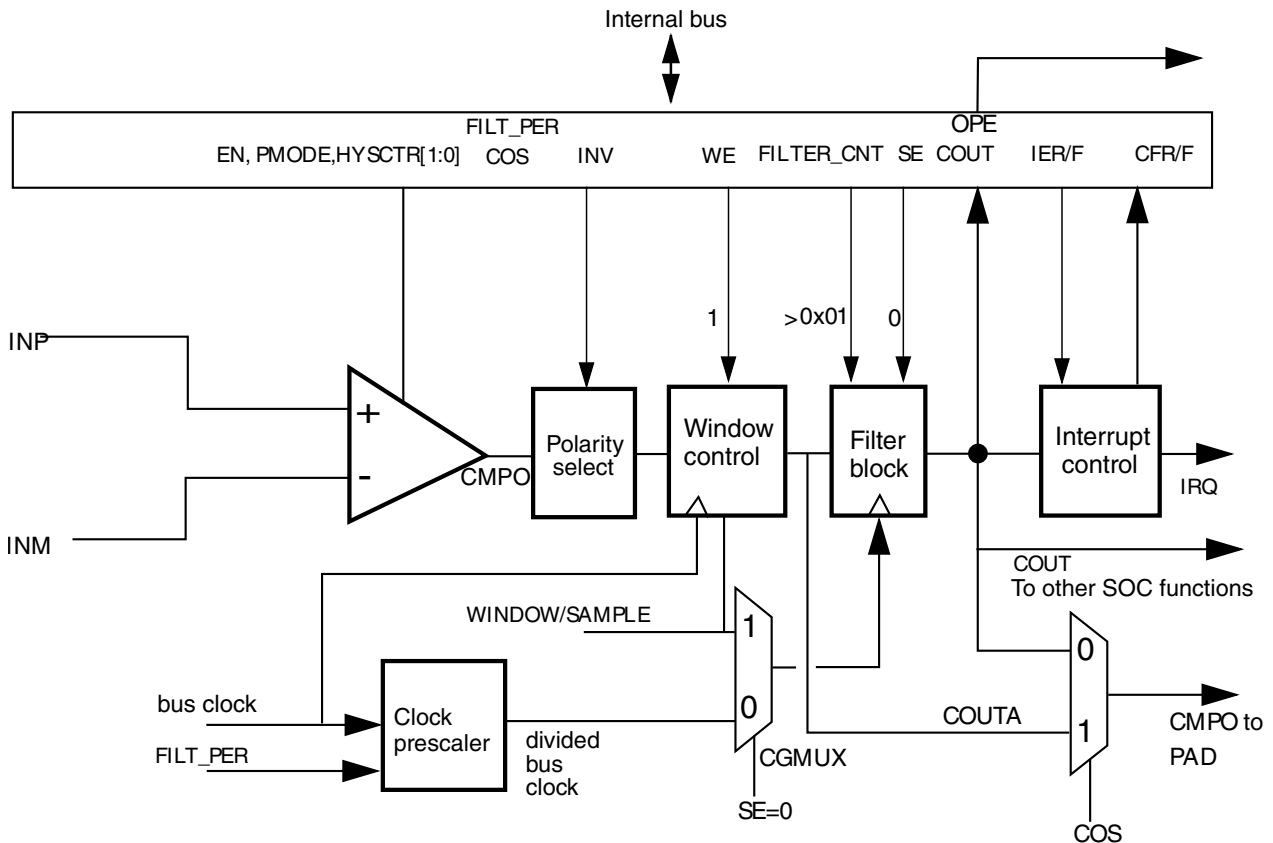 Internal bus
FILT_PER
OPE
EN, PMODE,HYSCTR[1:0]
COS
INV
WE
FILTER_CNT
SE
COUT
IER/F
CFR/F
1
>0x01
0
INP
+
-
INM
CMPO
Polarity
select
Window
control
Filter
block
Interrupt
control
IRQ
COUT
To other SOC functions
WINDOW/SAMPLE
1
0
CGMUX
SE=0
bus clock
FILT_PER
Clock
prescaler
divided
bus
clock
COUTA
0
1
CMPO to
PAD
COS